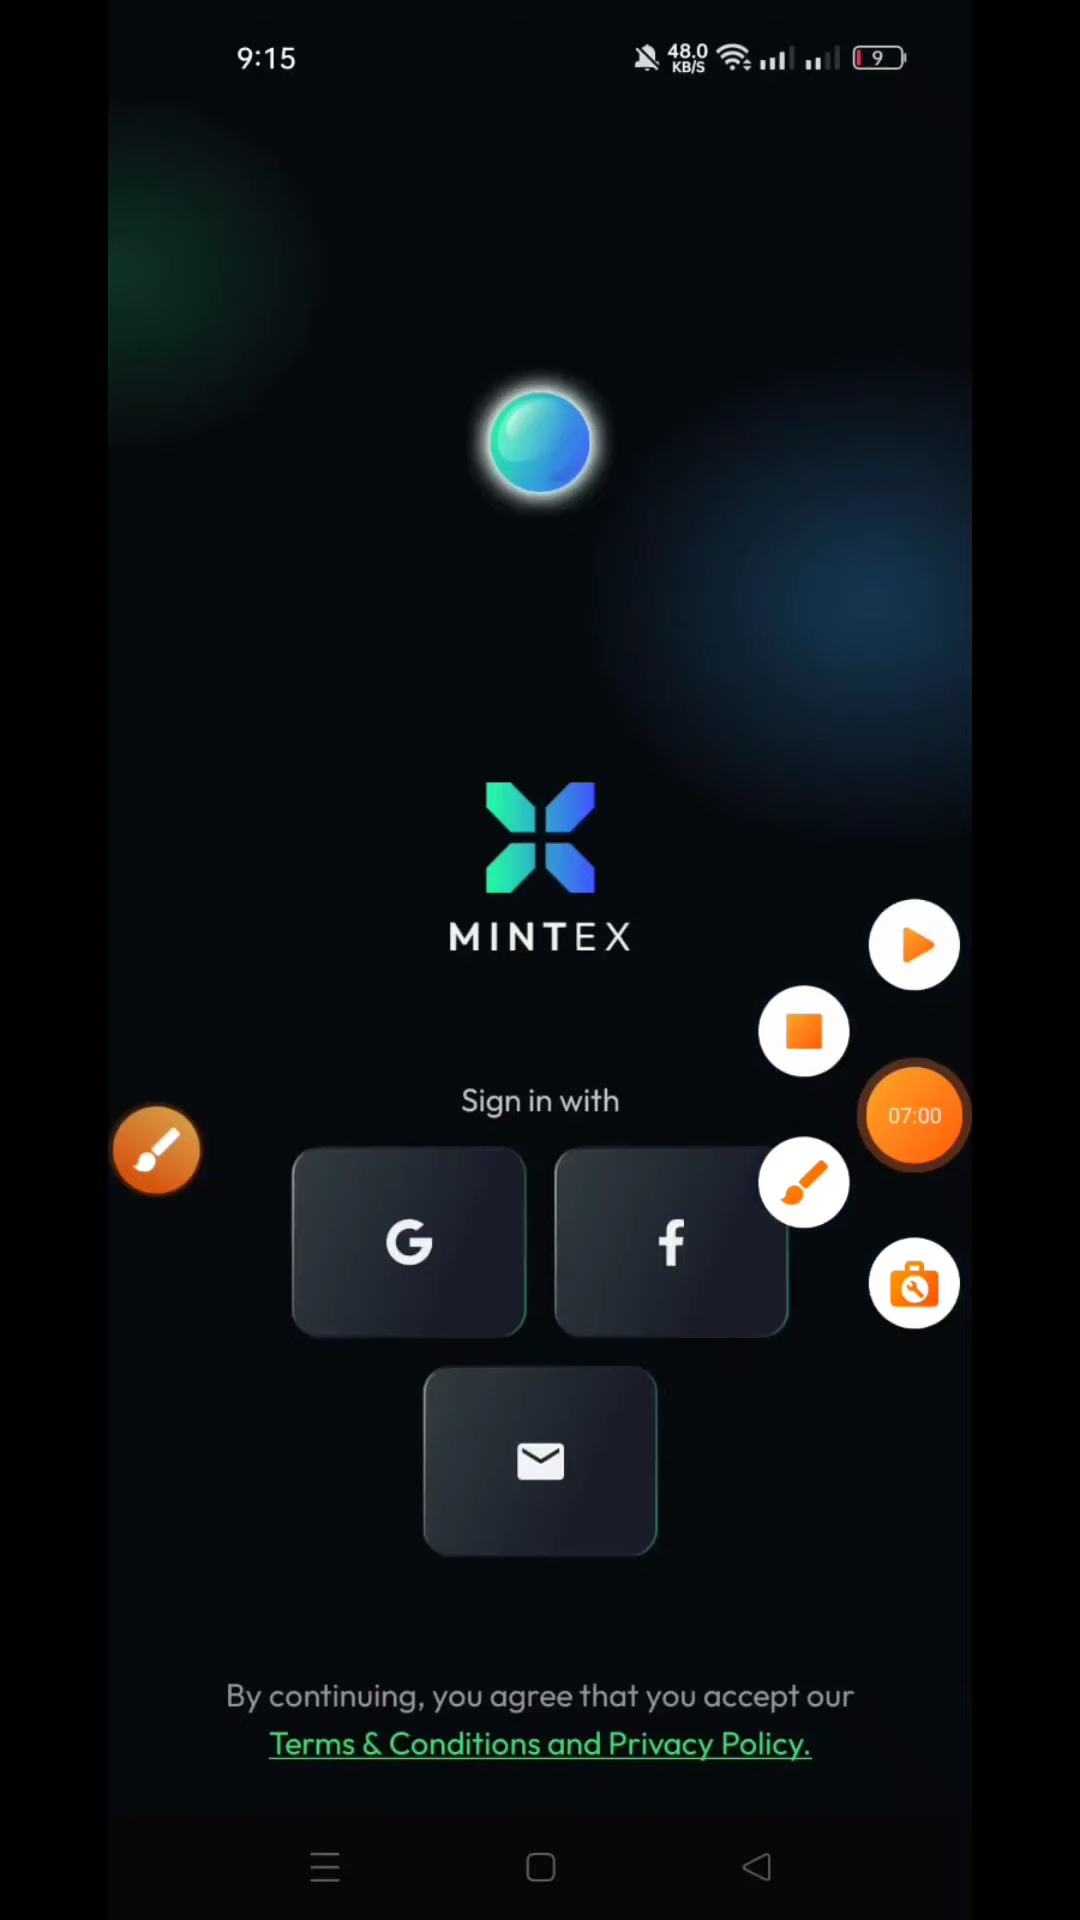 9:15
48.0
KB/S
9
MINTEX
07:00
Sign in with
G
f
By continuing, you agree that you accept our
Terms & Conditions and Privacy Policy.